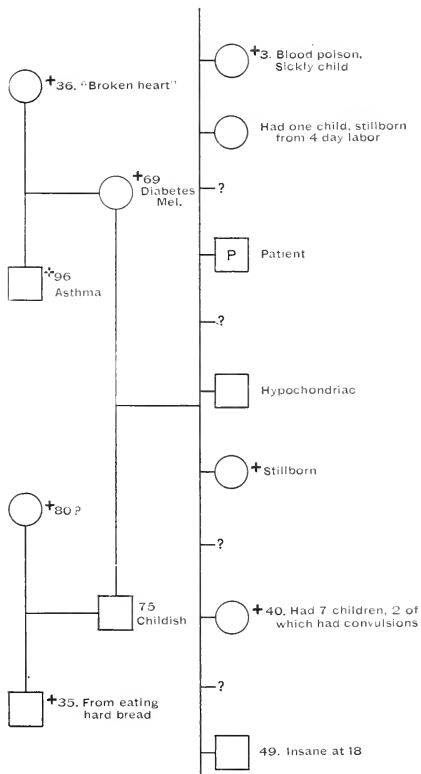 +3. Blood poison,
Sickly child
+36. "Broken heart"
Had one child, stillborn
from 4 day labor
+69
Diabetes
Mel.
?
P
Patient
+96
Asthma
?
Hypochondriac
+Stillborn
+80?
?
75
Childish
+40. Had 7 children, 2 of
which had convulsions
?
+35. From eating
hard bread
49. Insane at 18